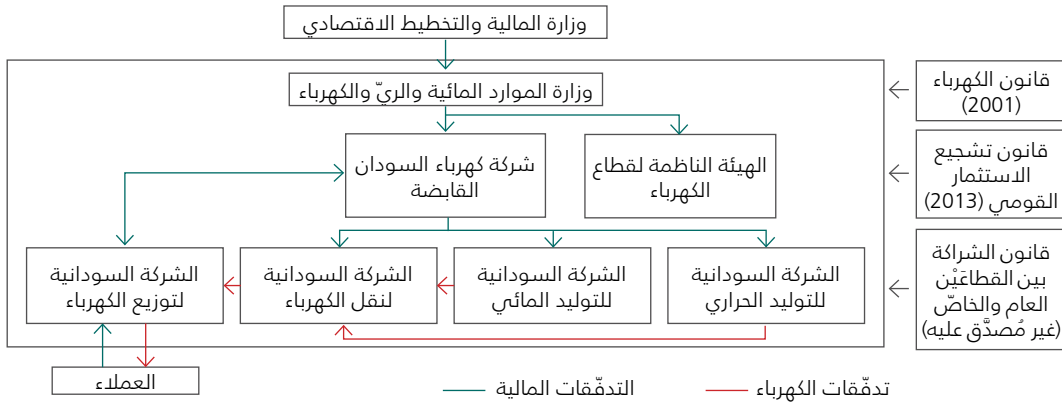 وزارة المالية والتخطيط الاقتصادي
وزارة الموارد المائية والريّ والكهرباء
قانون الكهرباء
(2001)
شركة كهرباء السودان
القابضة
الهيئة الناظمة لقطاع
الكهرباء
قانون تشجيع
الاستثمار
القومي (2013)
الشركة السودانية
للتوليد الحراري
الشركة السودانية
للتوليد المائي
الشركة السودانية
لنقل الكهرباء
الشركة السودانية
لتوزيع الكهرباء
قانون الشراكة
بين القطاعَيْن
العام والخاصّ
(غير مُصدَّق عليه)
العملاء
تدفّقات الكهرباء
التدفّقات المالية